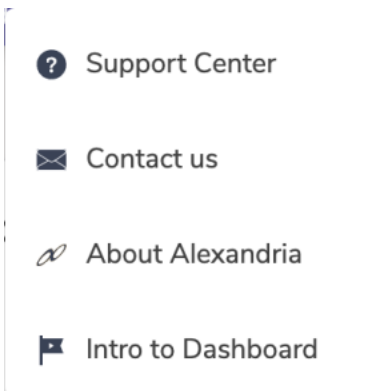 Support Center
Contact us
About Alexandria
Intro to Dashboard